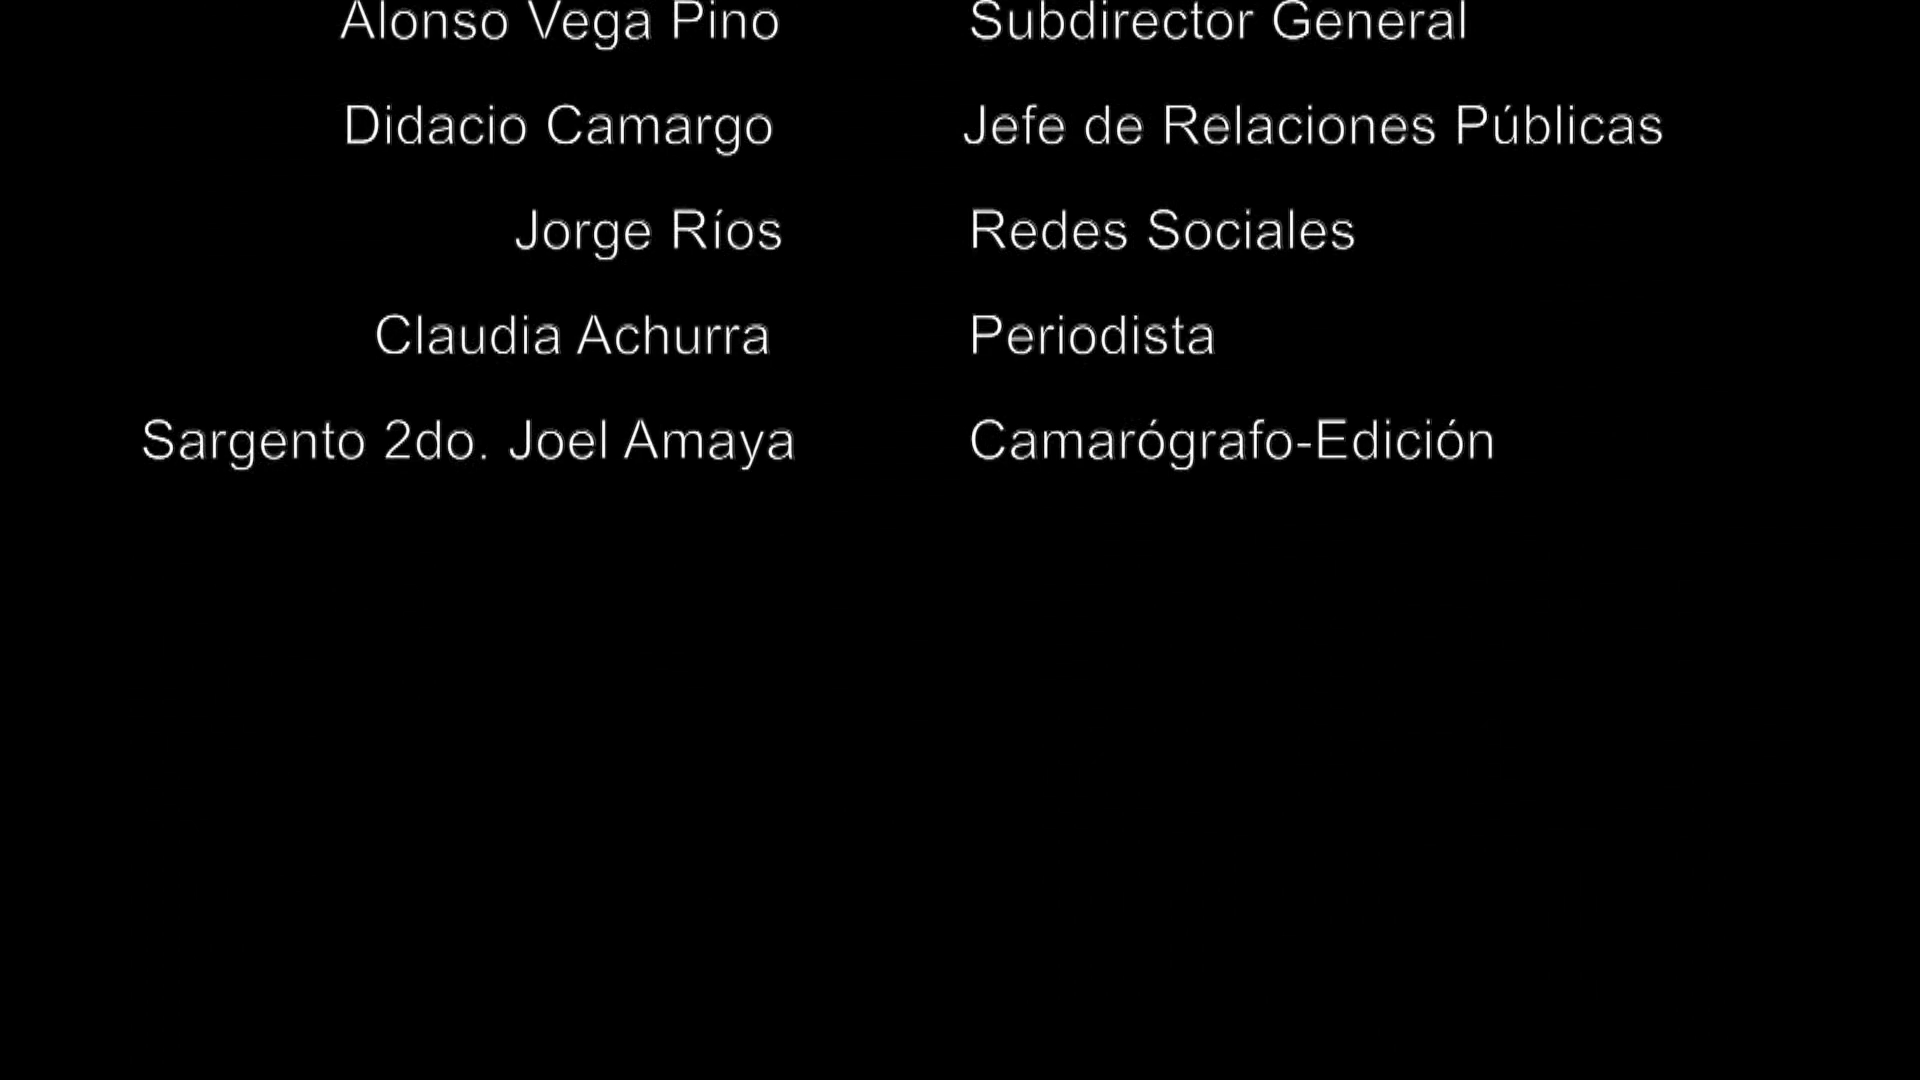 Alonso Vega Pino Subdirector General
Didacio Camargo Jefe de Relaciones Públicas
Jorge Ríos Redes Sociales
Claudia Achurra Periodista
Sargento 2do. Joel Amaya Camarógrafo-Edición